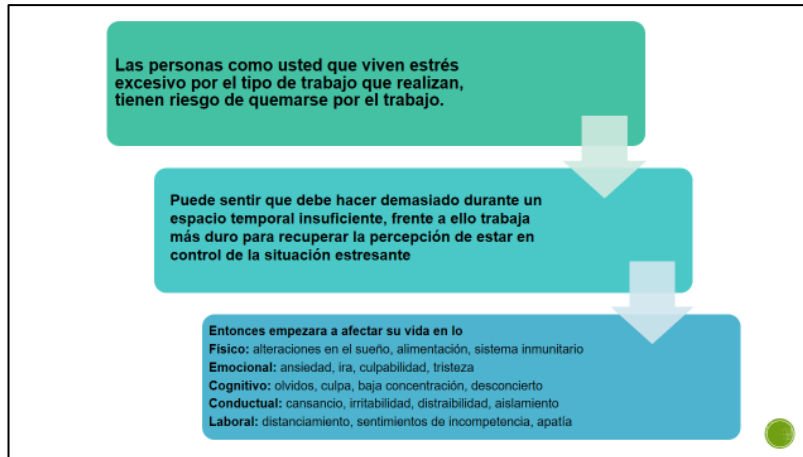 Las personas como usted que viven estrés
excesivo por el tipo de trabajo que realizan,
tienen riesgo de quemarse por el trabajo.
Puede sentir que debe hacer demasiado durante un
espacio temporal insuficiente, frente a ello trabaja
más duro para recuperar la percepción de estar en
control de la situación estresante
Entonces empezara a afectar su vida en lo
Físico: alteraciones en el sueño, alimentación, sistema inmunitario
Emocional: ansiedad, ira, culpabilidad, tristeza
Cognitivo: olvidos, culpa, baja concentración, desconcierto
Conductual: cansancio, irritabilidad, distraibilidad, aislamiento
Laboral: distanciamiento, sentimientos de incompetencia, apatía